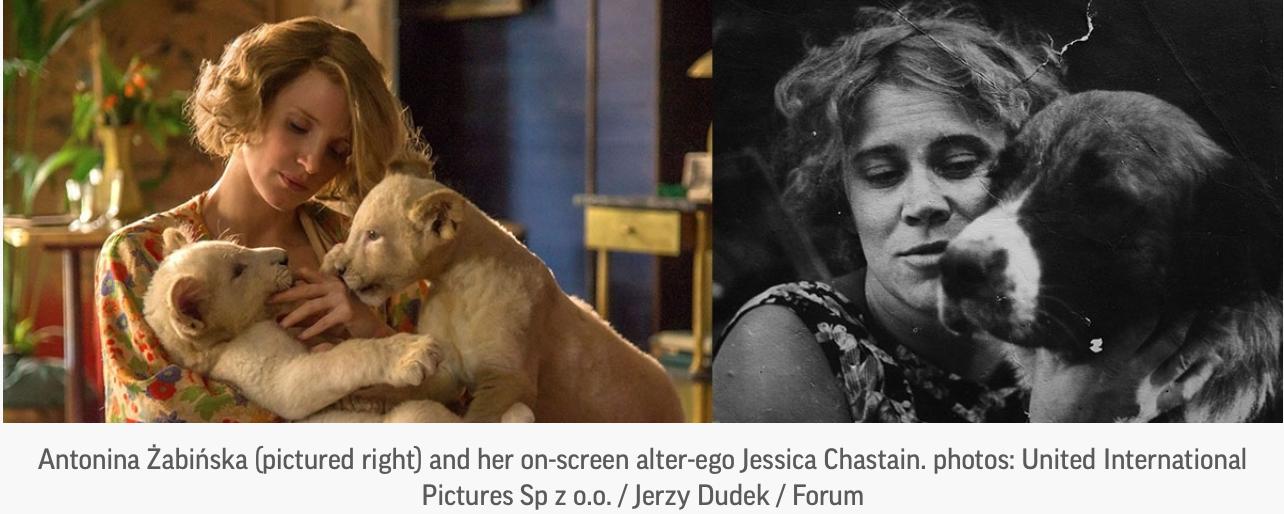 Antonina Żabińska (pictured right) and her on-screen alter-ego Jessica Chastain. photos: United International
Pictures Sp z o.o. / Jerzy Dudek / Forum